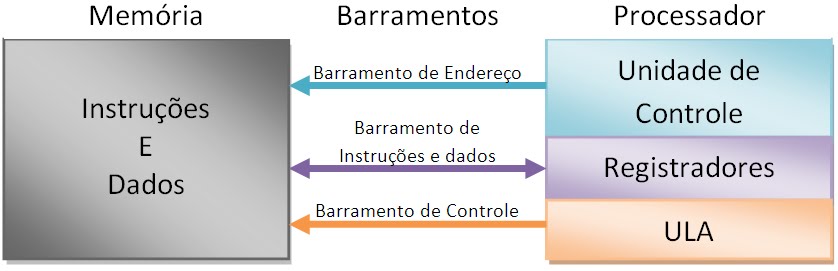 Memória
Barramentos
Processador
Instruções
E
Dados
Barramento de Endereço
Barramento de
Instruções e dados
Barramento de Controle
Unidade de
Controle
Registradores
ULA